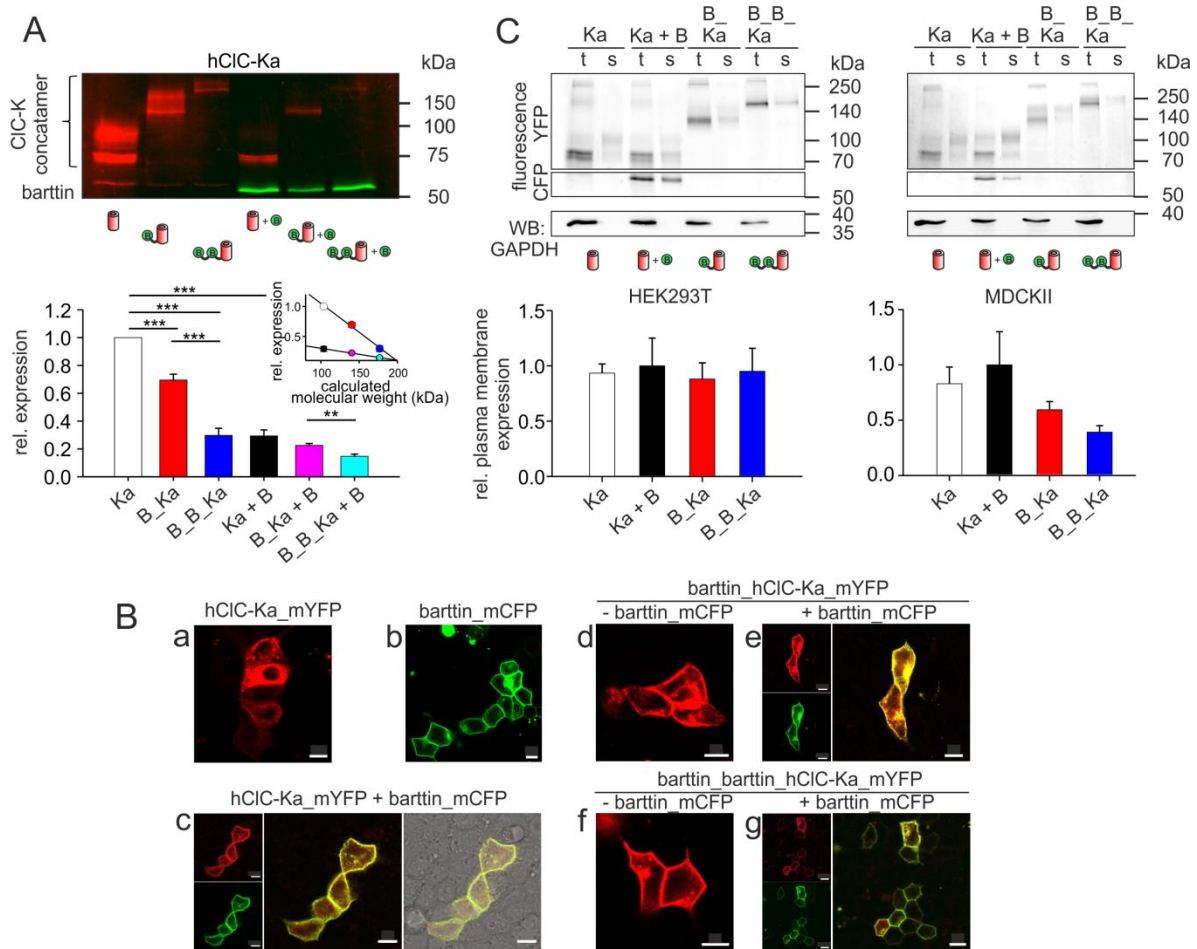 A
hClC-Ka
kDa
ClC-K
concatamer
150
100
75
barttin
50
B
+ B
B B
B + B
B B + B
rel. expression
1.0
0.8
0.6
0.4
0.2
0.0
***
***
***
***
**
rel. expression
1.0
0.5
100 150 200
calculated
molecular weight (kDa)
Ka
B_Ka
B_B_Ka
Ka + B
B_Ka + B
B_B_Ka + B
C
Ka
Ka + B
B_
Ka
B_B_
Ka
t s t s t s t s
kDa
250
140
100
70
50
40
35
fluorescence
YFP
CFP
WB:
GAPDH
+ B
B
B B
Ka
Ka + B
B_
Ka
B_B_
Ka
t s t s t s t s
kDa
250
140
100
70
50
40
+ B
B
B B
HEK293T
rel. plasma membrane
expression
1.5
1.0
0.5
0.0
Ka
Ka + B
B_Ka
B_B_Ka
MDCKII
1.5
1.0
0.5
0.0
Ka
Ka + B
B_Ka
B_B_Ka
B
hClC-Ka_mYFP
a
barttin_mCFP
b
barttin_hClC-Ka_mYFP
- barttin_mCFP
+ barttin_mCFP
d
e
hClC-Ka_mYFP + barttin_mCFP
c
barttin_barttin_hClC-Ka_mYFP
- barttin_mCFP
+ barttin_mCFP
f
g